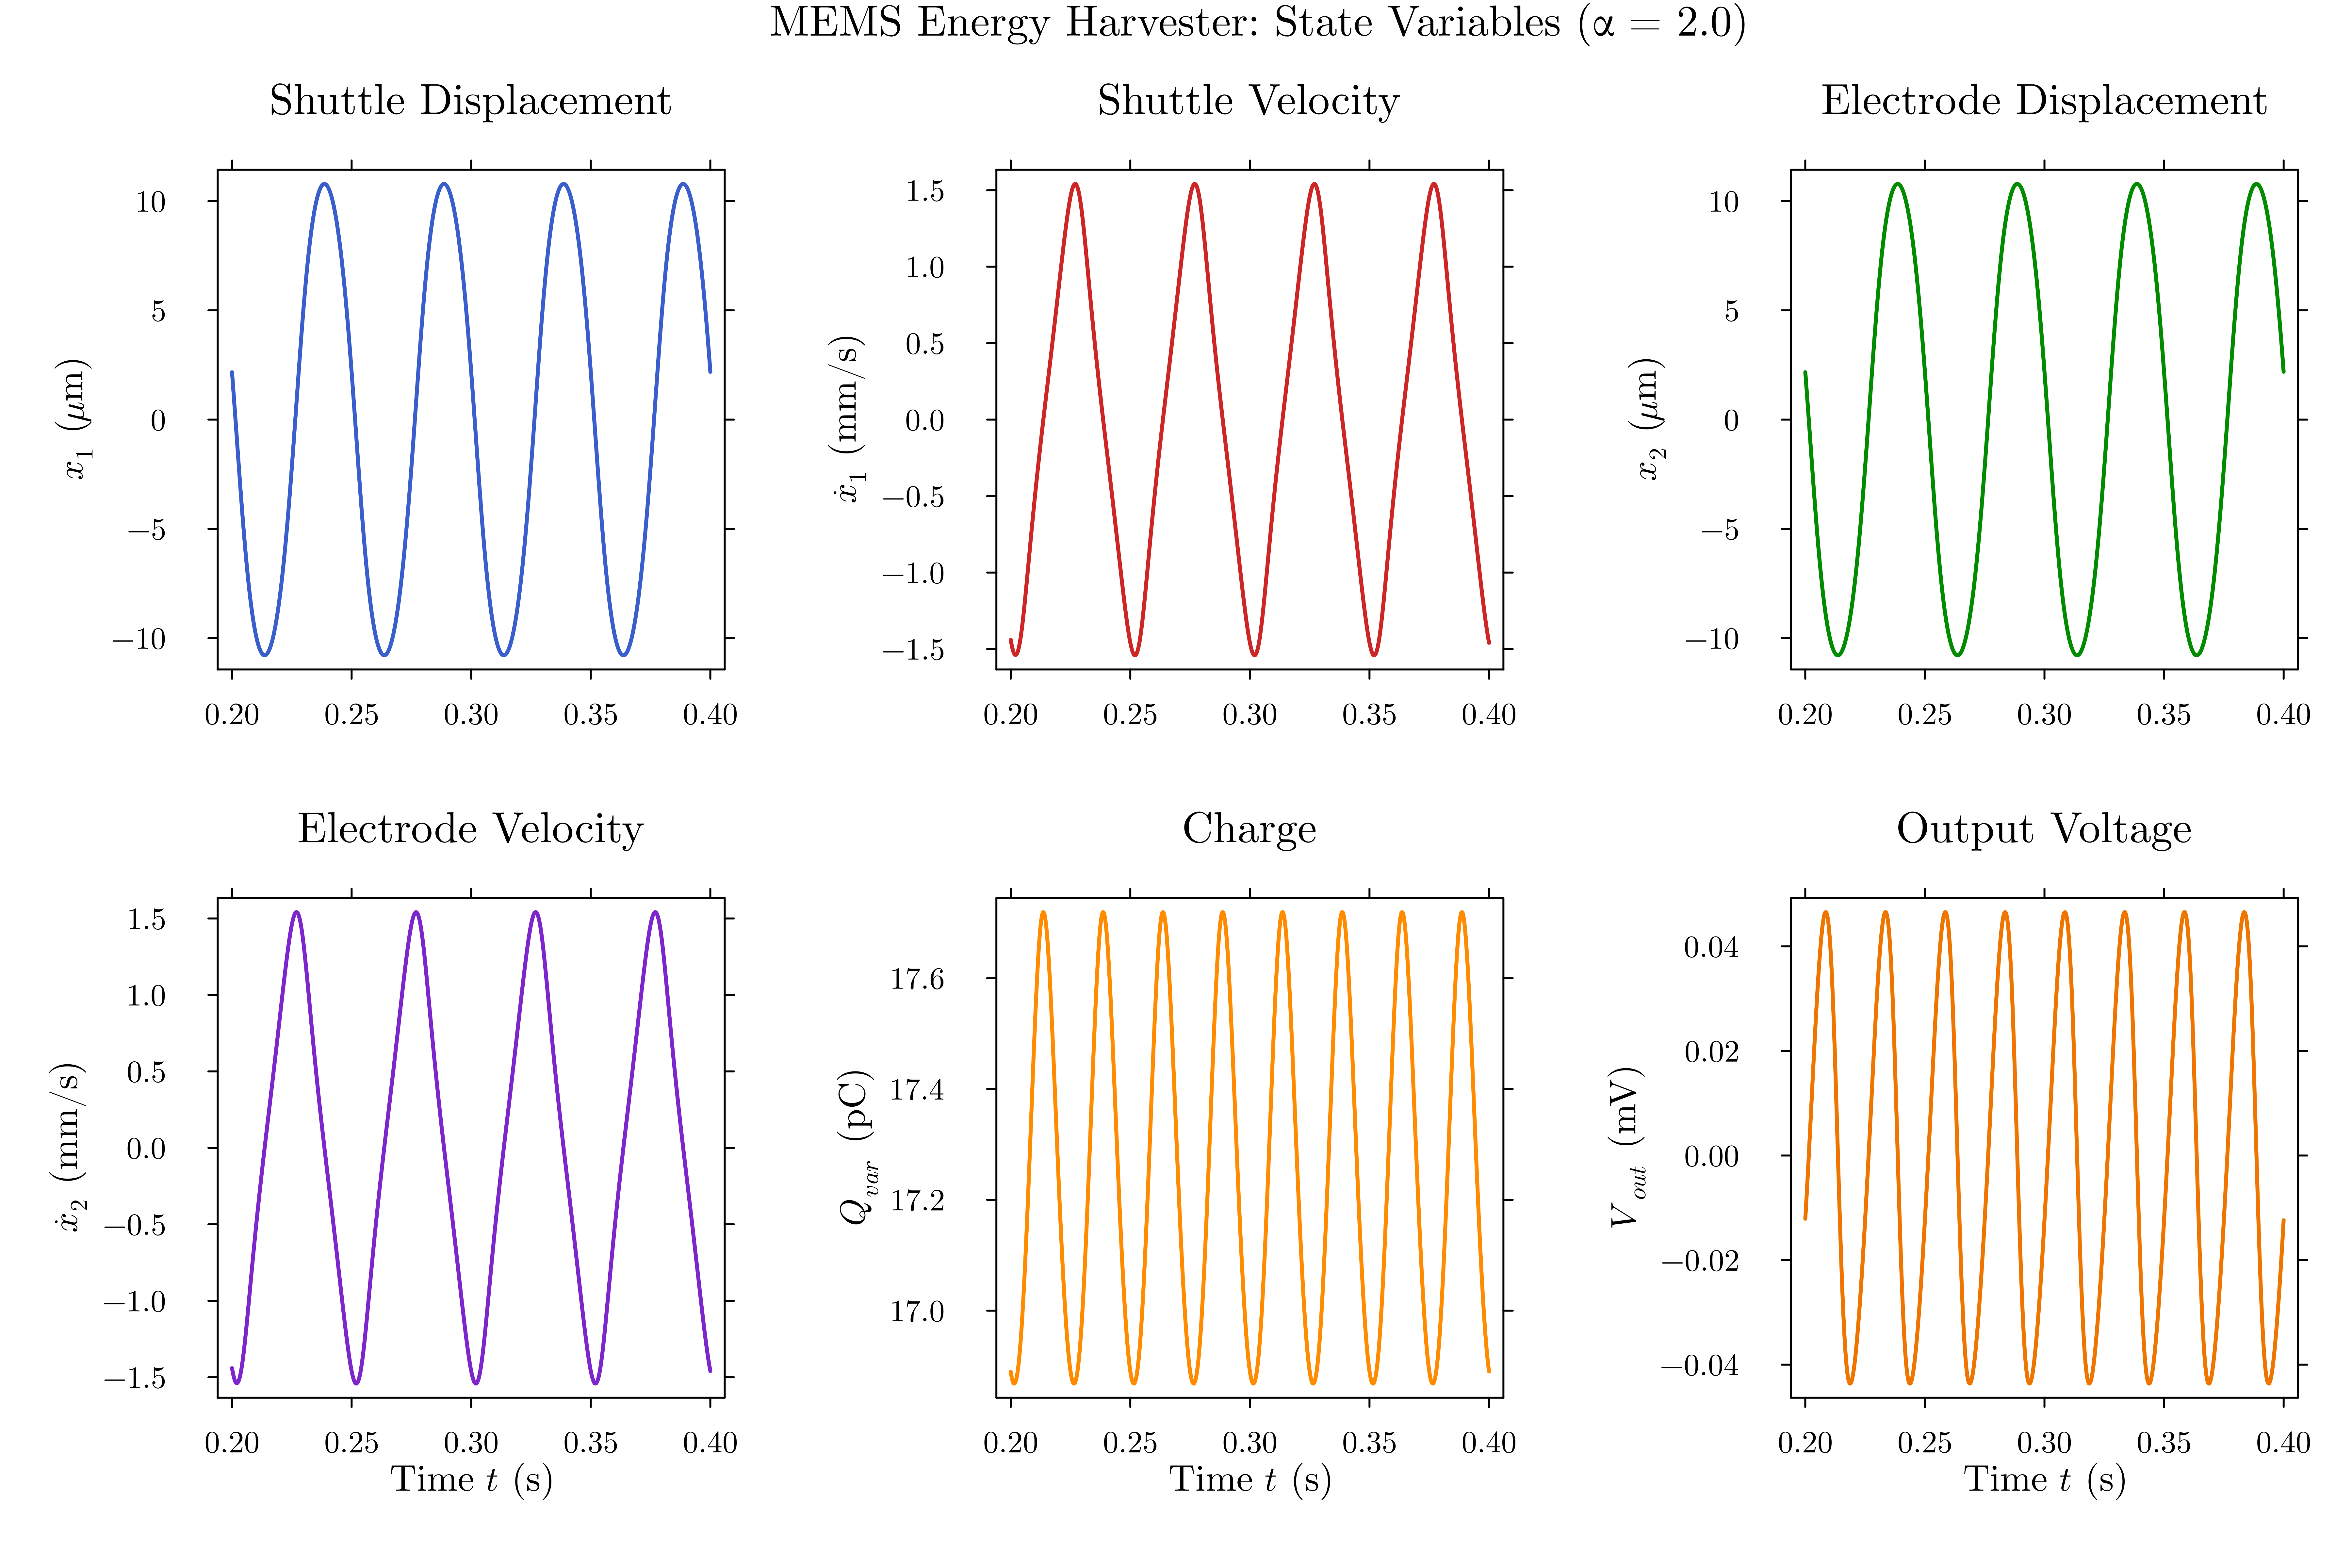 MEMS Energy Harvester: State Variables (α = 2.0)
Shuttle Displacement
Shuttle Velocity
Electrode Displacement
x₁ (μm)
10
5
0
−5
−10
0.20 0.25 0.30 0.35 0.40
ẋ₁ (mm/s)
1.5
1.0
0.5
0.0
−0.5
−1.0
−1.5
0.20 0.25 0.30 0.35 0.40
x₂ (μm)
10
5
0
−5
−10
0.20 0.25 0.30 0.35 0.40
Electrode Velocity
Charge
Output Voltage
ẋ₂ (mm/s)
1.5
1.0
0.5
0.0
−0.5
−1.0
−1.5
0.20 0.25 0.30 0.35 0.40
Time t (s)
Q_var (pC)
17.6
17.4
17.2
17.0
0.20 0.25 0.30 0.35 0.40
Time t (s)
V_out (mV)
0.04
0.02
0.00
−0.02
−0.04
0.20 0.25 0.30 0.35 0.40
Time t (s)